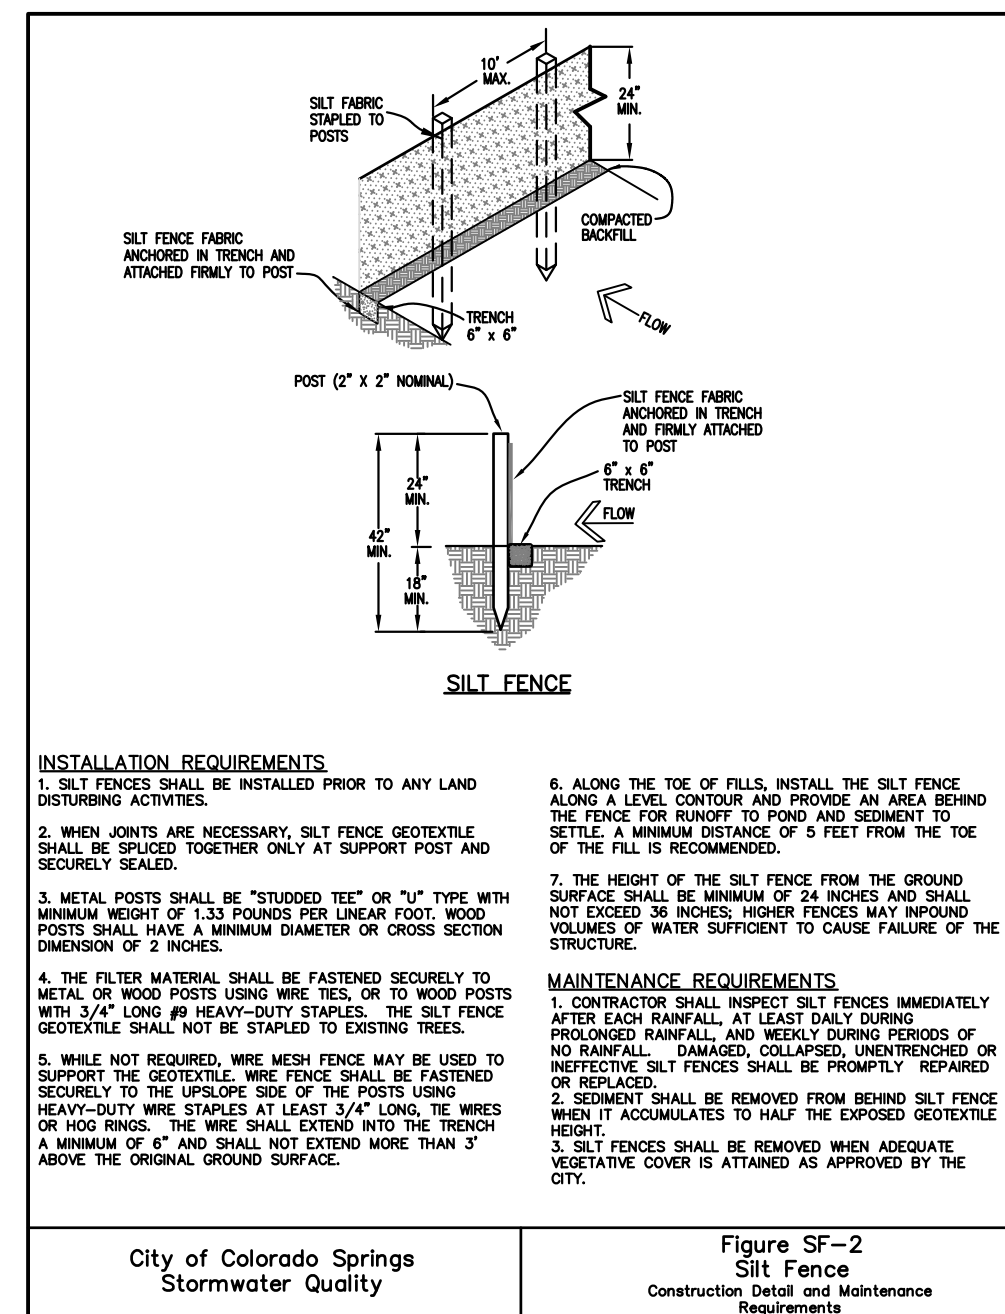 10'
MAX.
24"
MIN.
SILT FABRIC
STAPLED TO
POSTS
COMPACTED
BACKFILL
SILT FENCE FABRIC
ANCHORED IN TRENCH AND
ATTACHED FIRMLY TO POST
TRENCH
6" x 6"
FLOW
POST (2" X 2" NOMINAL)
SILT FENCE FABRIC
ANCHORED IN TRENCH
AND FIRMLY ATTACHED
TO POST
6" x 6"
TRENCH
FLOW
24"
MIN.
42"
MIN.
18"
MIN.
SILT FENCE
INSTALLATION REQUIREMENTS
1. SILT FENCES SHALL BE INSTALLED PRIOR TO ANY LAND
DISTURBING ACTIVITIES.
2. WHEN JOINTS ARE NECESSARY, SILT FENCE GEOTEXTILE
SHALL BE SPLICED TOGETHER ONLY AT SUPPORT POST AND
SECURELY SEALED.
3. METAL POSTS SHALL BE "STUDDED TEE" OR "U" TYPE WITH
MINIMUM WEIGHT OF 1.33 POUNDS PER LINEAR FOOT. WOOD
POSTS SHALL HAVE A MINIMUM DIAMETER OR CROSS SECTION
DIMENSION OF 2 INCHES.
4. THE FILTER MATERIAL SHALL BE FASTENED SECURELY TO
METAL OR WOOD POSTS USING WIRE TIES, OR TO WOOD POSTS
WITH 3/4" LONG #9 HEAVY-DUTY STAPLES. THE SILT FENCE
GEOTEXTILE SHALL NOT BE STAPLED TO EXISTING TREES.
5. WHILE NOT REQUIRED, WIRE MESH FENCE MAY BE USED TO
SUPPORT THE GEOTEXTILE. WIRE FENCE SHALL BE FASTENED
SECURELY TO THE UPSLOPE SIDE OF THE POSTS USING
HEAVY-DUTY WIRE STAPLES AT LEAST 3/4" LONG, TIE WIRES
OR HOG RINGS. THE WIRE SHALL EXTEND INTO THE TRENCH
A MINIMUM OF 6" AND SHALL NOT EXTEND MORE THAN 3'
ABOVE THE ORIGINAL GROUND SURFACE.
6. ALONG THE TOE OF FILLS, INSTALL THE SILT FENCE
ALONG A LEVEL CONTOUR AND PROVIDE AN AREA BEHIND
THE FENCE FOR RUNOFF TO POND AND SEDIMENT TO
SETTLE. A MINIMUM DISTANCE OF 5 FEET FROM THE TOE
OF THE FILL IS RECOMMENDED.
7. THE HEIGHT OF THE SILT FENCE FROM THE GROUND
SURFACE SHALL BE MINIMUM OF 24 INCHES AND SHALL
NOT EXCEED 36 INCHES; HIGHER FENCES MAY INPOUND
VOLUMES OF WATER SUFFICIENT TO CAUSE FAILURE OF THE
STRUCTURE.
MAINTENANCE REQUIREMENTS
1. CONTRACTOR SHALL INSPECT SILT FENCES IMMEDIATELY
AFTER EACH RAINFALL, AT LEAST DAILY DURING
PROLONGED RAINFALL, AND WEEKLY DURING PERIODS OF
NO RAINFALL. DAMAGED, COLLAPSED, UNENTRENCHED OR
INEFFECTIVE SILT FENCES SHALL BE PROMPTLY REPAIRED
OR REPLACED.
2. SEDIMENT SHALL BE REMOVED FROM BEHIND SILT FENCE
WHEN IT ACCUMULATES TO HALF THE EXPOSED GEOTEXTILE
HEIGHT.
3. SILT FENCES SHALL BE REMOVED WHEN ADEQUATE
VEGETATIVE COVER IS ATTAINED AS APPROVED BY THE
CITY.
City of Colorado Springs
Stormwater Quality
Figure SF-2
Silt Fence
Construction Detail and Maintenance
Requirements